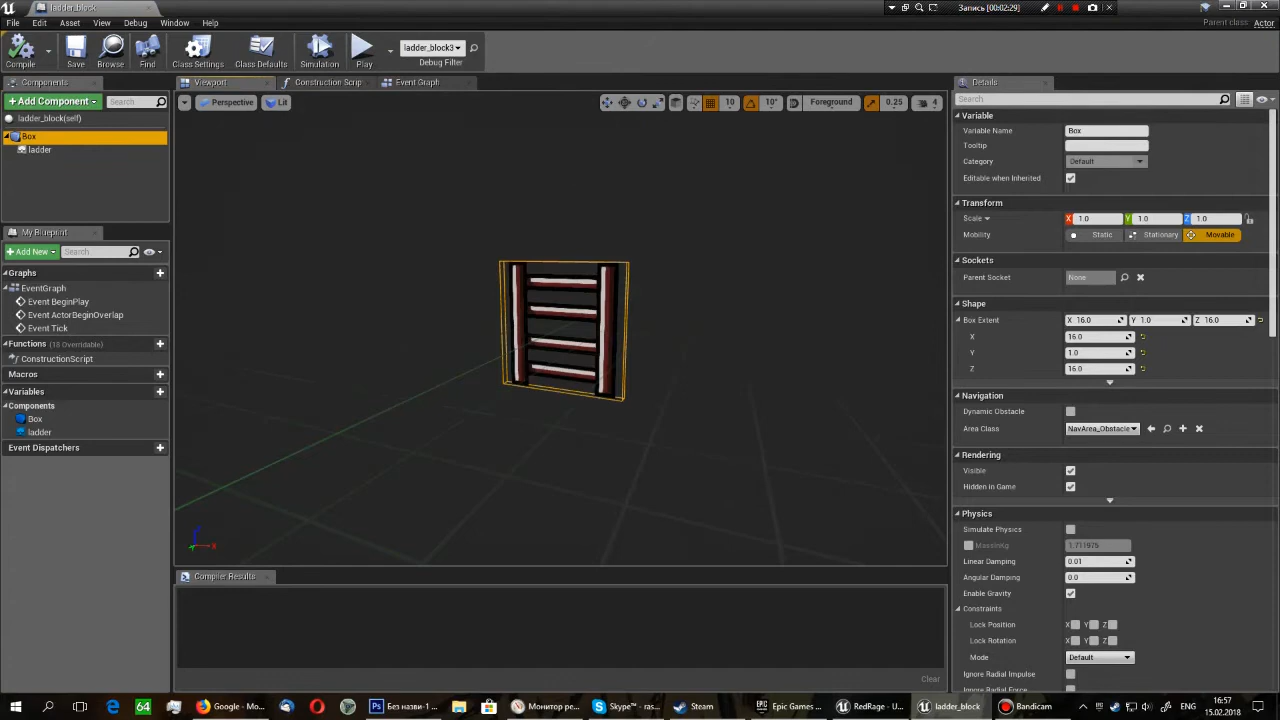 ladder_block
Запись [00:02:29]
File Edit Asset View Debug Window Help
Parent class: Actor
Compile Save Browse Find Class Settings Class Defaults Simulation Play
ladder_block3
Debug Filter
Components
Viewport Construction Scrip Event Graph
Details
+ Add Component Search
Perspective Lit
10 10° Foreground 0.25 4
Search
ladder_block(self)
Box
ladder
Variable
Variable Name Box
Tooltip
Category Default
Editable when Inherited
Transform
Scale X 1.0 Y 1.0 Z 1.0
Mobility Static Stationary Movable
My Blueprint
+ Add New Search
Graphs
EventGraph
Event BeginPlay
Event ActorBeginOverlap
Event Tick
Functions (18 Overridable)
ConstructionScript
Macros
Variables
Components
Box
ladder
Event Dispatchers
Sockets
Parent Socket None
Shape
Box Extent X 16.0 Y 1.0 Z 16.0
X 16.0
Y 1.0
Z 16.0
Navigation
Dynamic Obstacle
Area Class NavArea_Obstacle
Rendering
Visible
Hidden in Game
Physics
Simulate Physics
MassInKg 1.711975
Linear Damping 0.01
Angular Damping 0.0
Enable Gravity
Constraints
Lock Position X Y Z
Lock Rotation X Y Z
Mode Default
Ignore Radial Impulse
Ignore Radial Force
Compiler Results
Clear
64 Google - Mo... Ps Без назви-1 ... Монитор ре... Skype™ - ras... Steam Epic Games ... RedRage - U... ladder_block Bandicam
16:57
15.02.2018